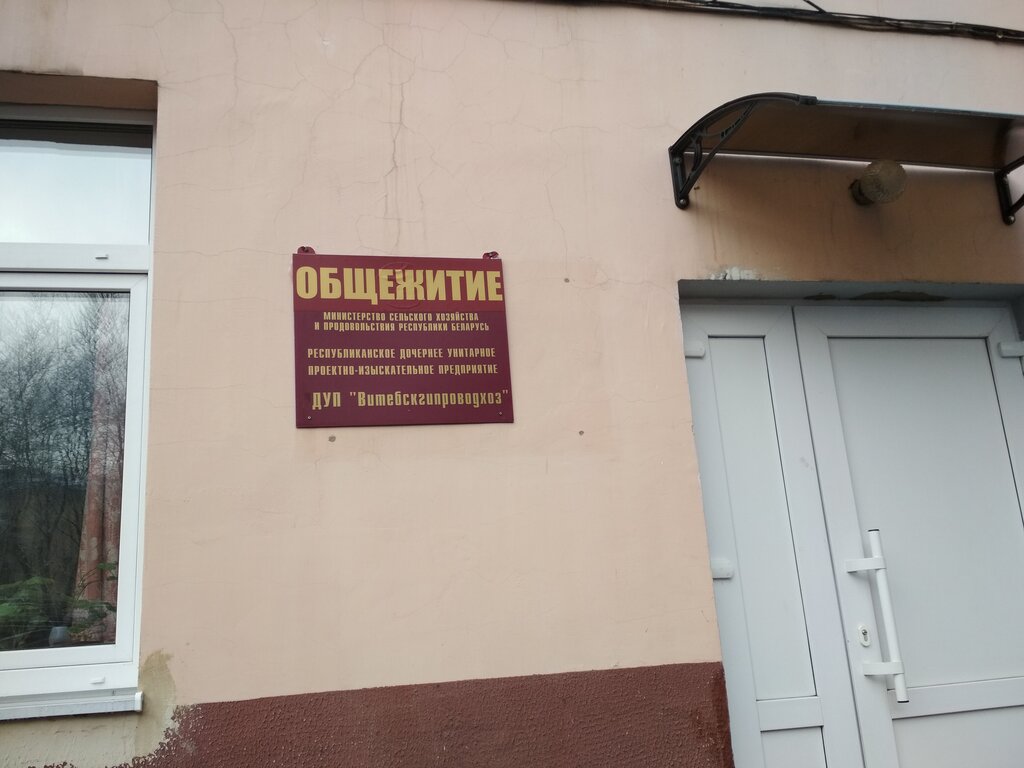 ОБЩЕЖИТИЕ
МИНИСТЕРСТВО СЕЛЬСКОГО ХОЗЯЙСТВА
И ПРОДОВОЛЬСТВИЯ РЕСПУБЛИКИ БЕЛАРУСЬ
РЕСПУБЛИКАНСКОЕ ДОЧЕРНЕЕ УНИТАРНОЕ
ПРОЕКТНО-ИЗЫСКАТЕЛЬНОЕ ПРЕДПРИЯТИЕ
ДУП "Витебскгипроводхоз"